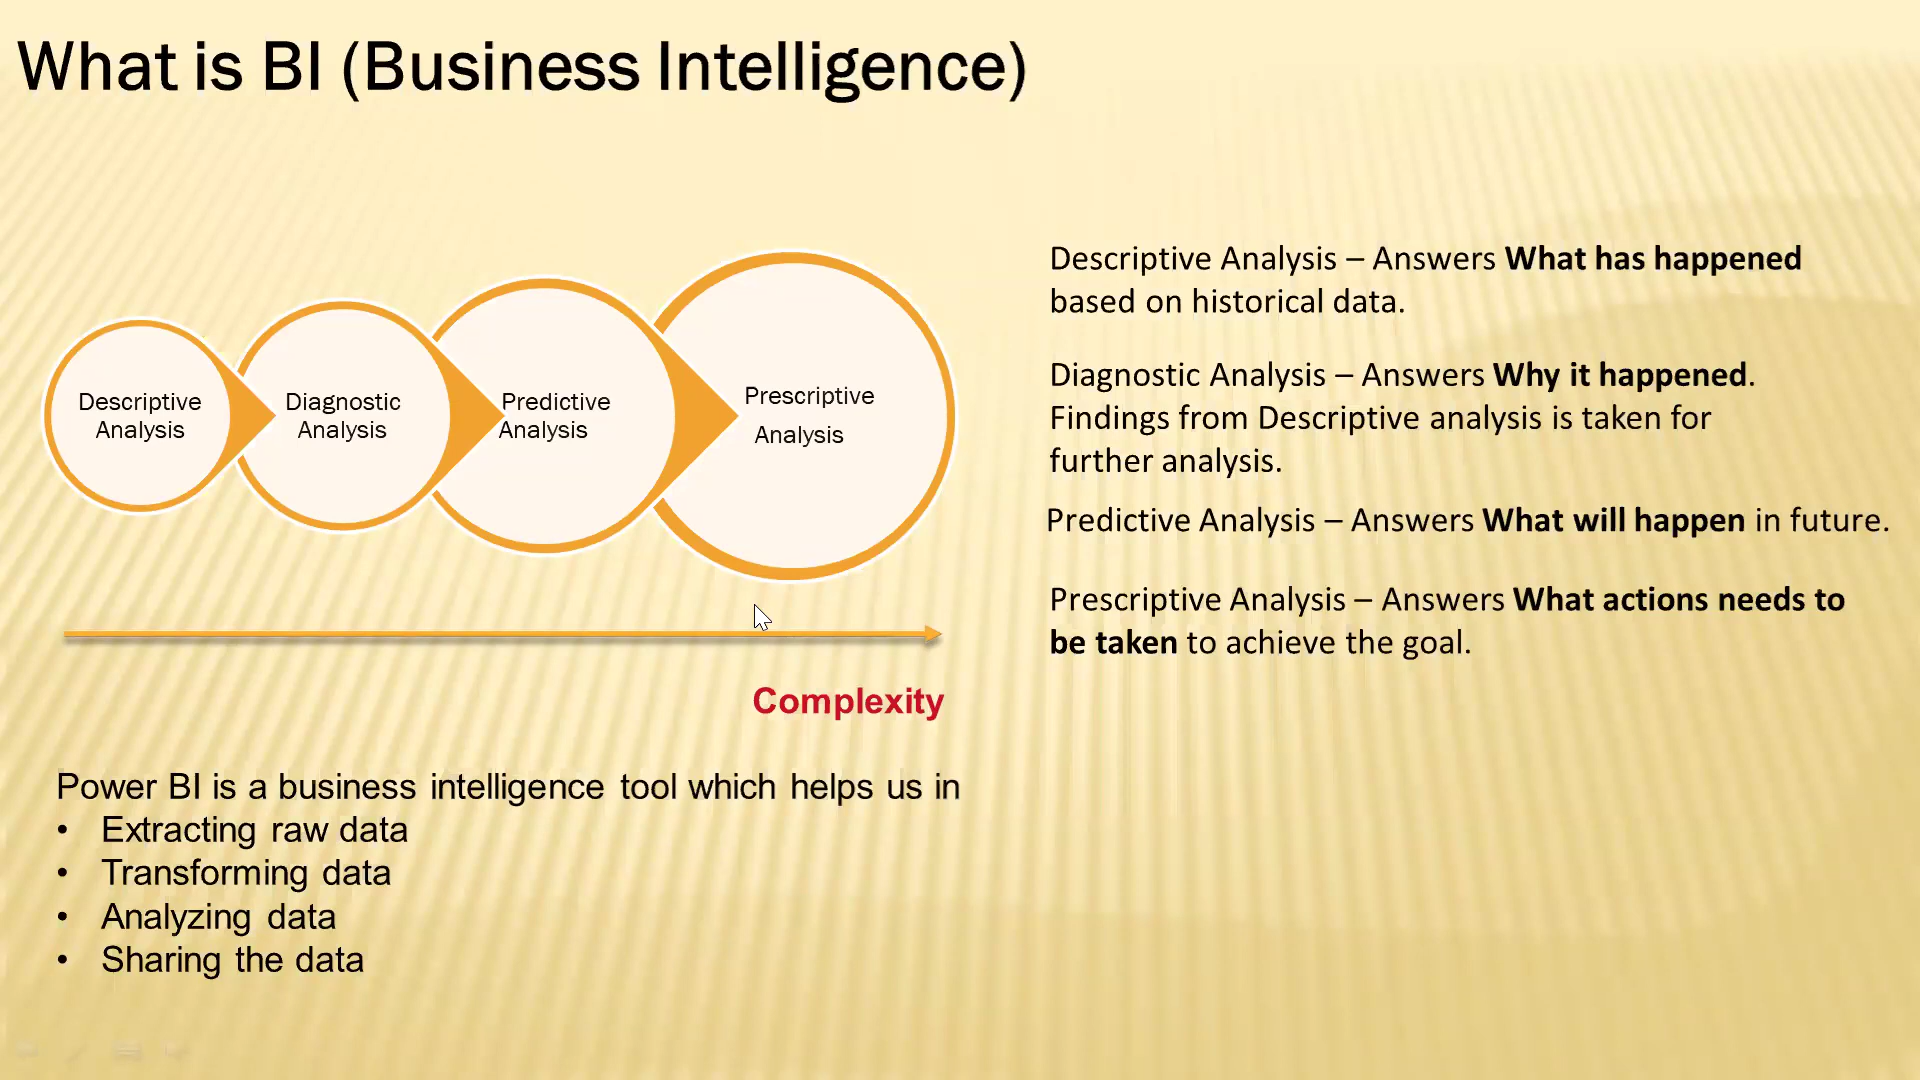 What is BI (Business Intelligence)
Descriptive
Analysis
Diagnostic
Analysis
Predictive
Analysis
Prescriptive
Analysis
Complexity
Descriptive Analysis – Answers What has happened
based on historical data.
Diagnostic Analysis – Answers Why it happened.
Findings from Descriptive analysis is taken for
further analysis.
Predictive Analysis – Answers What will happen in future.
Prescriptive Analysis – Answers What actions needs to
be taken to achieve the goal.
Power BI is a business intelligence tool which helps us in
• Extracting raw data
• Transforming data
• Analyzing data
• Sharing the data